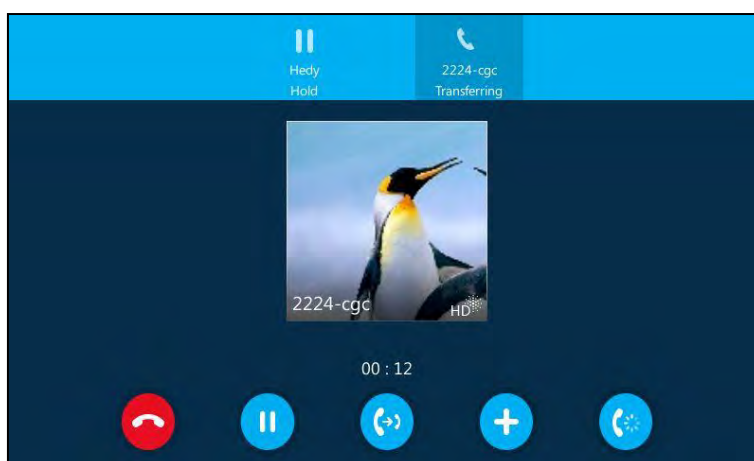 Hedy
2224-cgc
Hold
Transferring
2224-cgc
HD
00 : 12